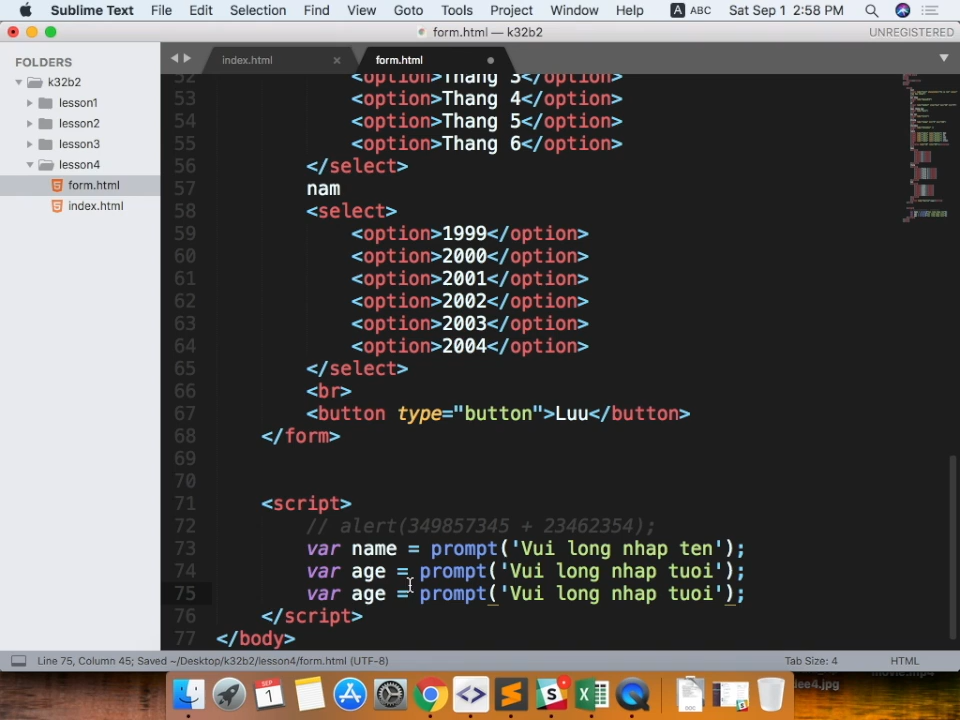 Sublime Text File Edit Selection Find View Goto Tools Project Window Help A ABC Sat Sep 1 2:58 PM
form.html — k32b2 UNREGISTERED
FOLDERS
k32b2
lesson1
lesson2
lesson3
lesson4
form.html
index.html
index.html × form.html
52 <option>Thang 3</option>
53 <option>Thang 4</option>
54 <option>Thang 5</option>
55 <option>Thang 6</option>
56 </select>
57 nam
58 <select>
59 <option>1999</option>
60 <option>2000</option>
61 <option>2001</option>
62 <option>2002</option>
63 <option>2003</option>
64 <option>2004</option>
65 </select>
66 <br>
67 <button type="button">Luu</button>
68 </form>
69
70
71 <script>
72 // alert(349857345 + 23462354);
73 var name = prompt('Vui long nhap ten');
74 var age = prompt('Vui long nhap tuoi');
75 var age = prompt('Vui long nhap tuoi');
76 </script>
77 </body>
Line 75, Column 45; Saved ~/Desktop/k32b2/lesson4/form.html (UTF-8) Tab Size: 4 HTML
SEP
1